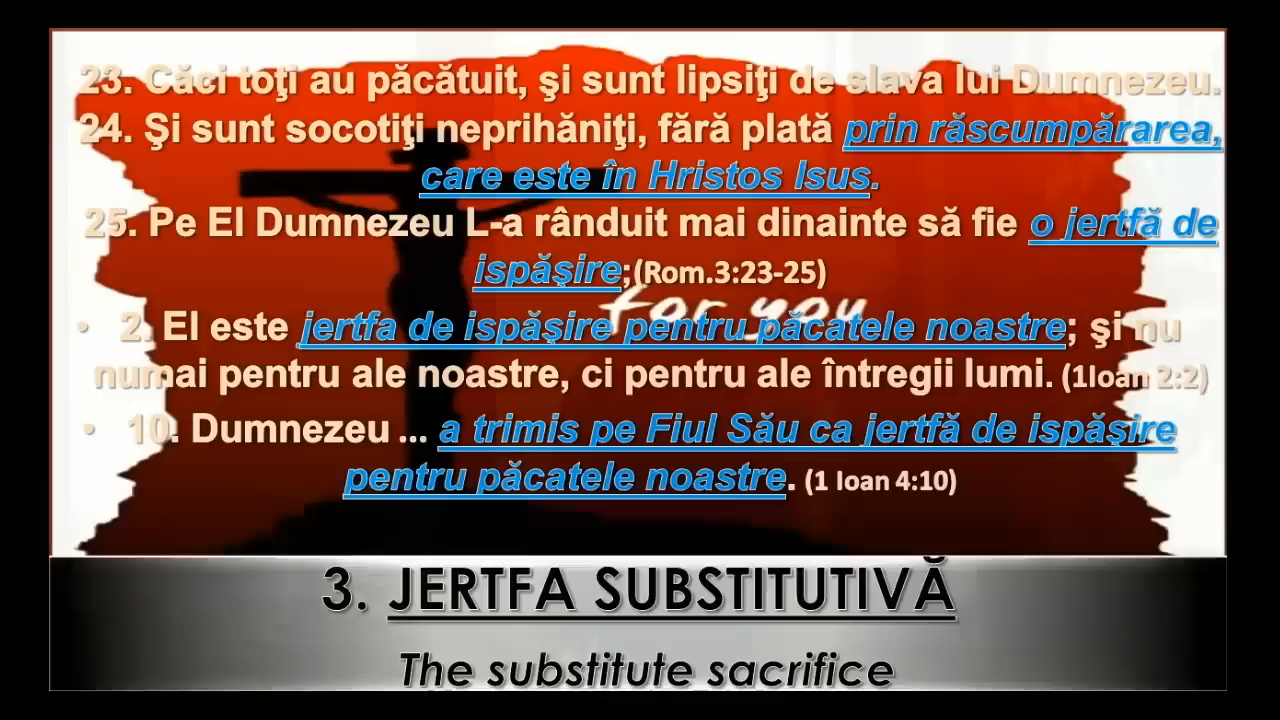 23. Căci toţi au păcătuit, şi sunt lipsiţi de slava lui Dumnezeu.
24. Şi sunt socotiţi neprihăniţi, fără plată prin răscumpărarea,
care este în Hristos Isus.
25. Pe El Dumnezeu L-a rânduit mai dinainte să fie o jertfă de
ispăşire;(Rom.3:23-25)
for you
• 2. El este jertfa de ispăşire pentru păcatele noastre; şi nu
numai pentru ale noastre, ci pentru ale întregii lumi. (1Ioan 2:2)
• 10. Dumnezeu ... a trimis pe Fiul Său ca jertfă de ispăşire
pentru păcatele noastre. (1 Ioan 4:10)
3. JERTFA SUBSTITUTIVĂ
The substitute sacrifice